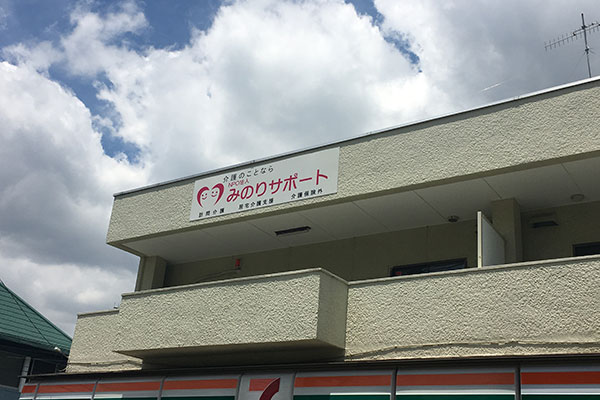 介護のことなら
NPO法人
みのりサポート
訪問介護 居宅介護支援 介護保険外